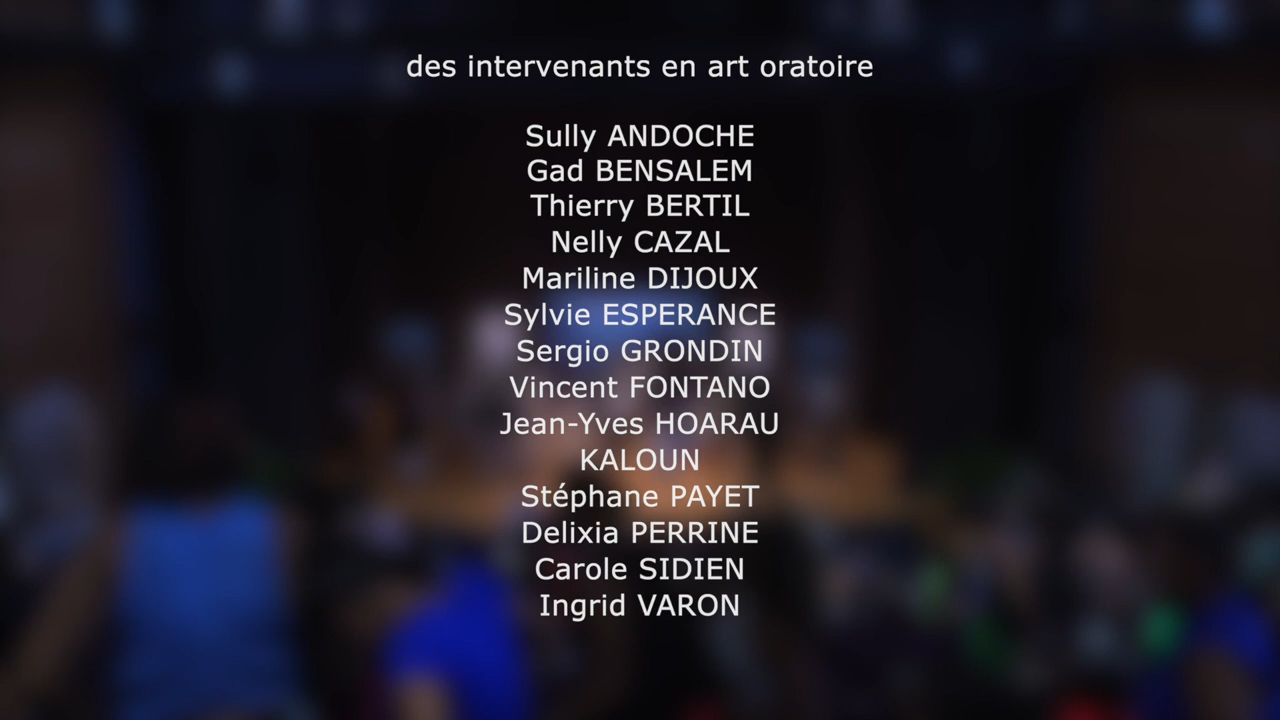 des intervenants en art oratoire
Sully ANDOCHE
Gad BENSALEM
Thierry BERTIL
Nelly CAZAL
Mariline DIJOUX
Sylvie ESPERANCE
Sergio GRONDIN
Vincent FONTANO
Jean-Yves HOARAU
KALOUN
Stéphane PAYET
Delixia PERRINE
Carole SIDIEN
Ingrid VARON